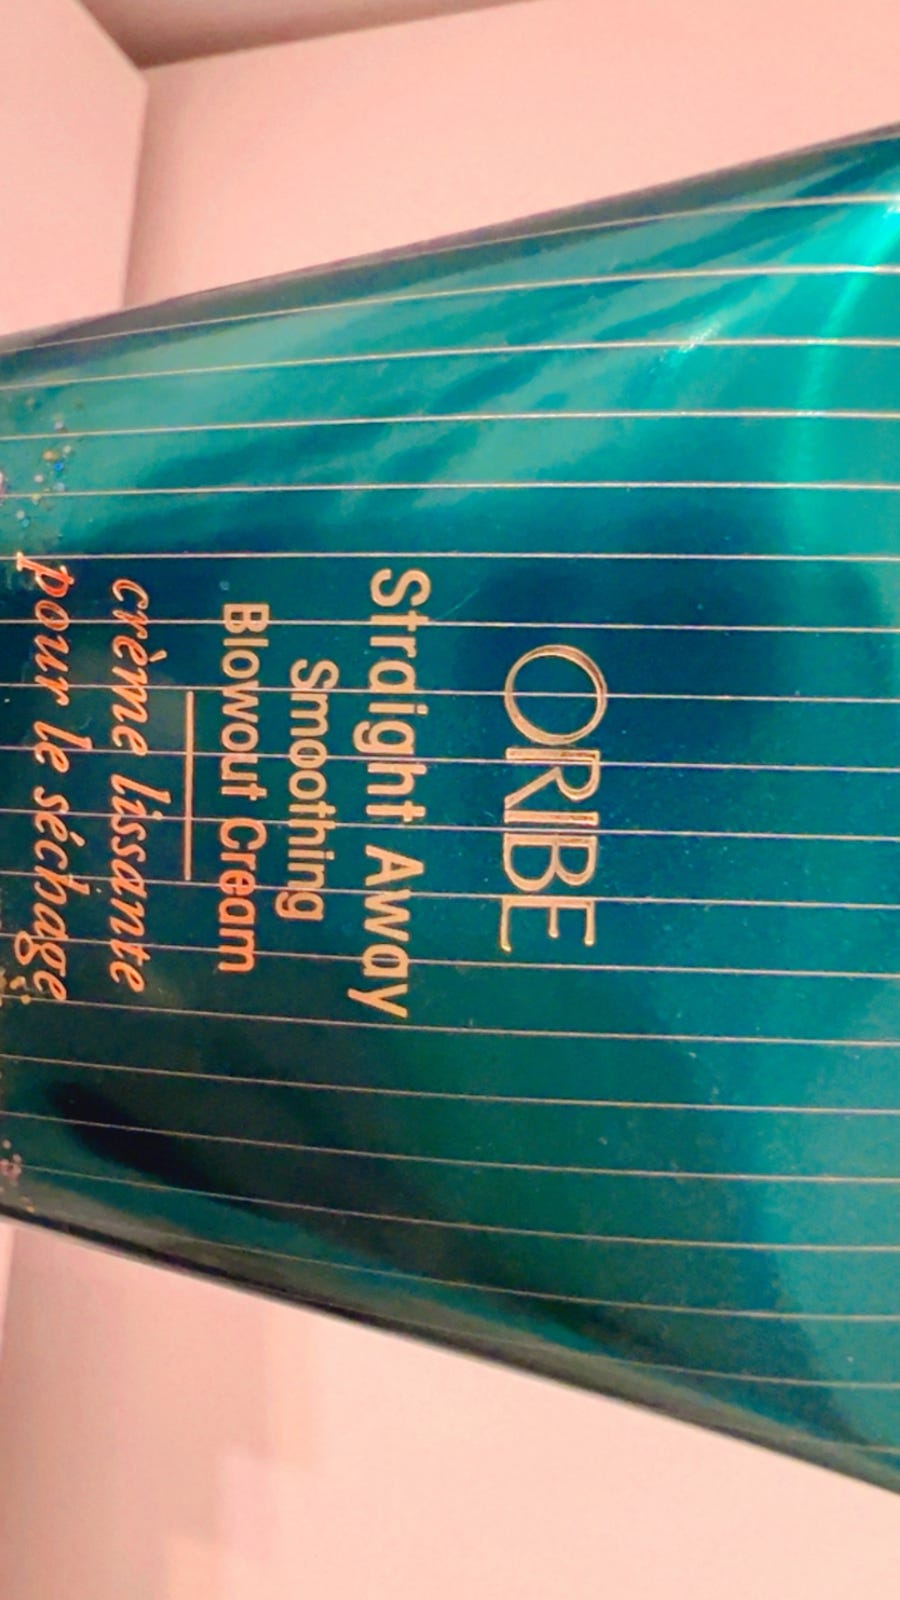 ORIBE
Straight Away
Smoothing
Blowout Cream
crème lissante
pour le séchage